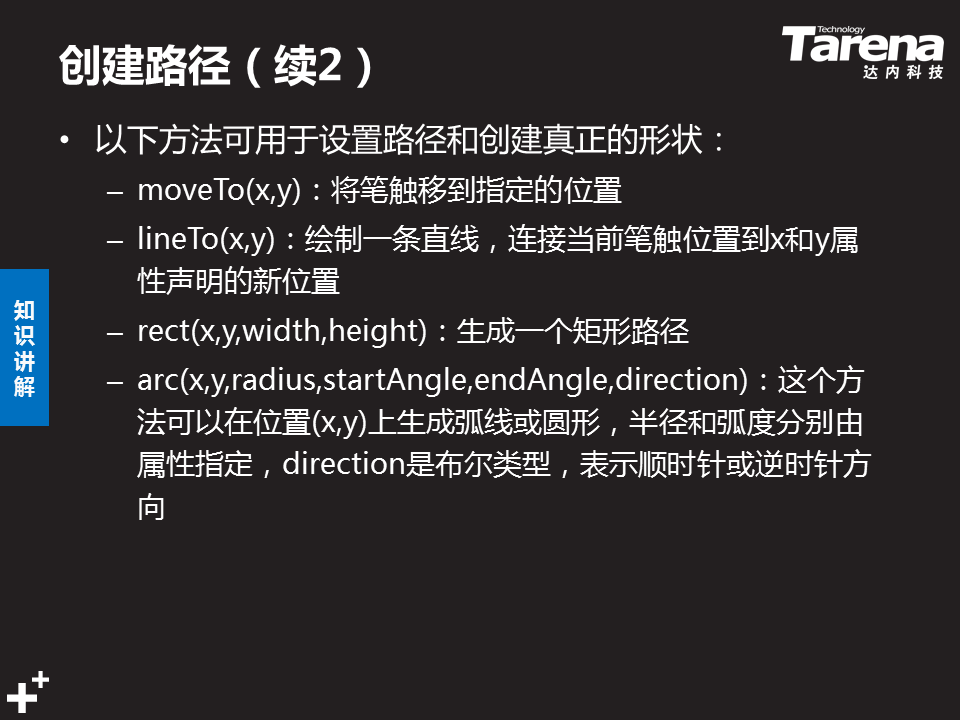 创建路径（续2）
Technology
Tarena
达内科技
• 以下方法可用于设置路径和创建真正的形状：
– moveTo(x,y)：将笔触移到指定的位置
– lineTo(x,y)：绘制一条直线，连接当前笔触位置到x和y属
性声明的新位置
– rect(x,y,width,height)：生成一个矩形路径
– arc(x,y,radius,startAngle,endAngle,direction)：这个方
法可以在位置(x,y)上生成弧线或圆形，半径和弧度分别由
属性指定，direction是布尔类型，表示顺时针或逆时针方
向
知
识
讲
解